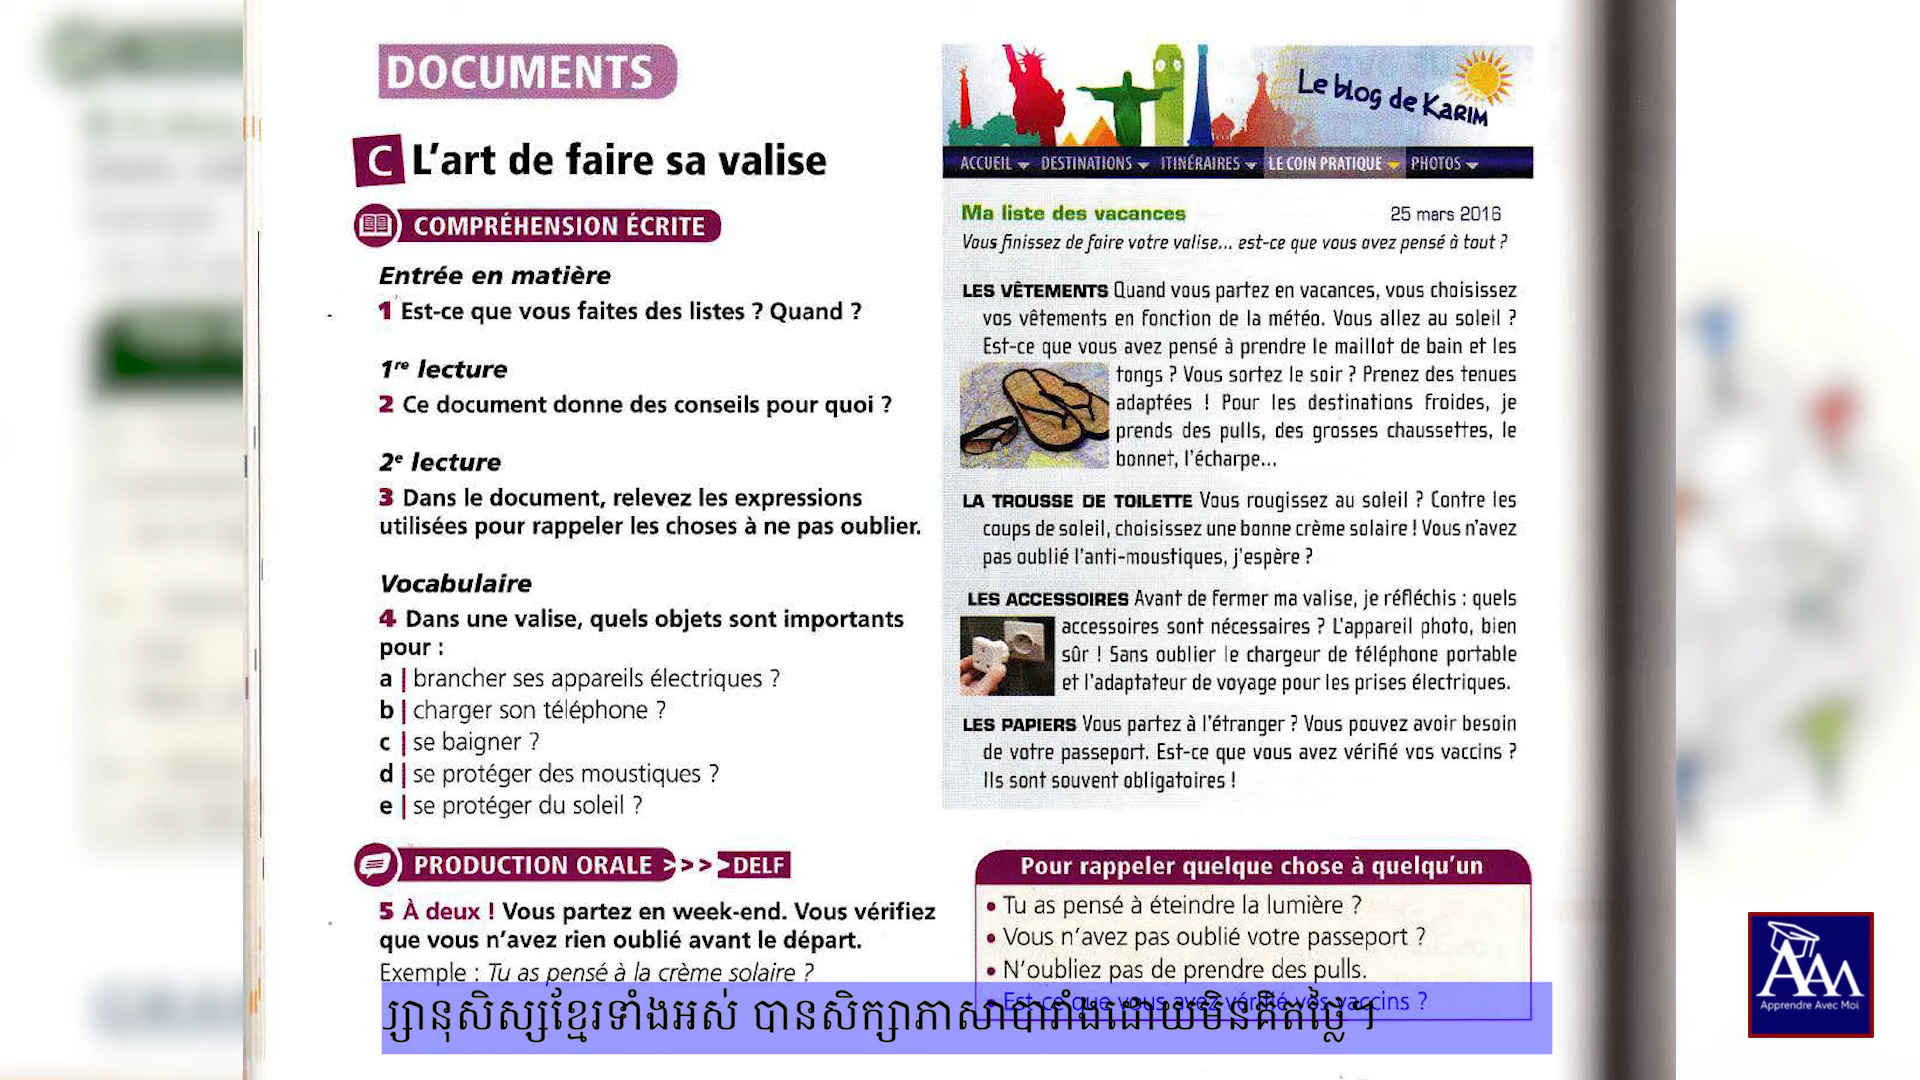 DOCUMENTS
C L'art de faire sa valise
COMPRÉHENSION ÉCRITE
Entrée en matière
1 Est-ce que vous faites des listes ? Quand ?
1re lecture
2 Ce document donne des conseils pour quoi ?
2e lecture
3 Dans le document, relevez les expressions
utilisées pour rappeler les choses à ne pas oublier.
Vocabulaire
4 Dans une valise, quels objets sont importants
pour :
a | brancher ses appareils électriques ?
b | charger son téléphone ?
c | se baigner ?
d | se protéger des moustiques ?
e | se protéger du soleil ?
PRODUCTION ORALE >>>> DELF
5 À deux ! Vous partez en week-end. Vous vérifiez
que vous n'avez rien oublié avant le départ.
Exemple : Tu as pensé à la crème solaire ?
Le blog de KARIM
ACCUEIL DESTINATIONS ITINÉRAIRES LE COIN PRATIQUE PHOTOS
Ma liste des vacances 25 mars 2016
Vous finissez de faire votre valise... est-ce que vous avez pensé à tout ?
LES VÊTEMENTS Quand vous partez en vacances, vous choisissez
vos vêtements en fonction de la météo. Vous allez au soleil ?
Est-ce que vous avez pensé à prendre le maillot de bain et les
tongs ? Vous sortez le soir ? Prenez des tenues
adaptées ! Pour les destinations froides, je
prends des pulls, des grosses chaussettes, le
bonnet, l'écharpe...
LA TROUSSE DE TOILETTE Vous rougissez au soleil ? Contre les
coups de soleil, choisissez une bonne crème solaire ! Vous n'avez
pas oublié l'anti-moustiques, j'espère ?
LES ACCESSOIRES Avant de fermer ma valise, je réfléchis : quels
accessoires sont nécessaires ? L'appareil photo, bien
sûr ! Sans oublier le chargeur de téléphone portable
et l'adaptateur de voyage pour les prises électriques.
LES PAPIERS Vous partez à l'étranger ? Vous pouvez avoir besoin
de votre passeport. Est-ce que vous avez vérifié vos vaccins ?
Ils sont souvent obligatoires !
Pour rappeler quelque chose à quelqu'un
• Tu as pensé à éteindre la lumière ?
• Vous n'avez pas oublié votre passeport ?
• N'oubliez pas de prendre des pulls.
• Est-ce que vous avez vérifié vos vaccins ?
សិស្សខ្មែរទាំងអស់ បានសិក្សាភាសាបារាំងដោយមិនគិតថ្លៃ។
AAM
Apprendre Avec Moi